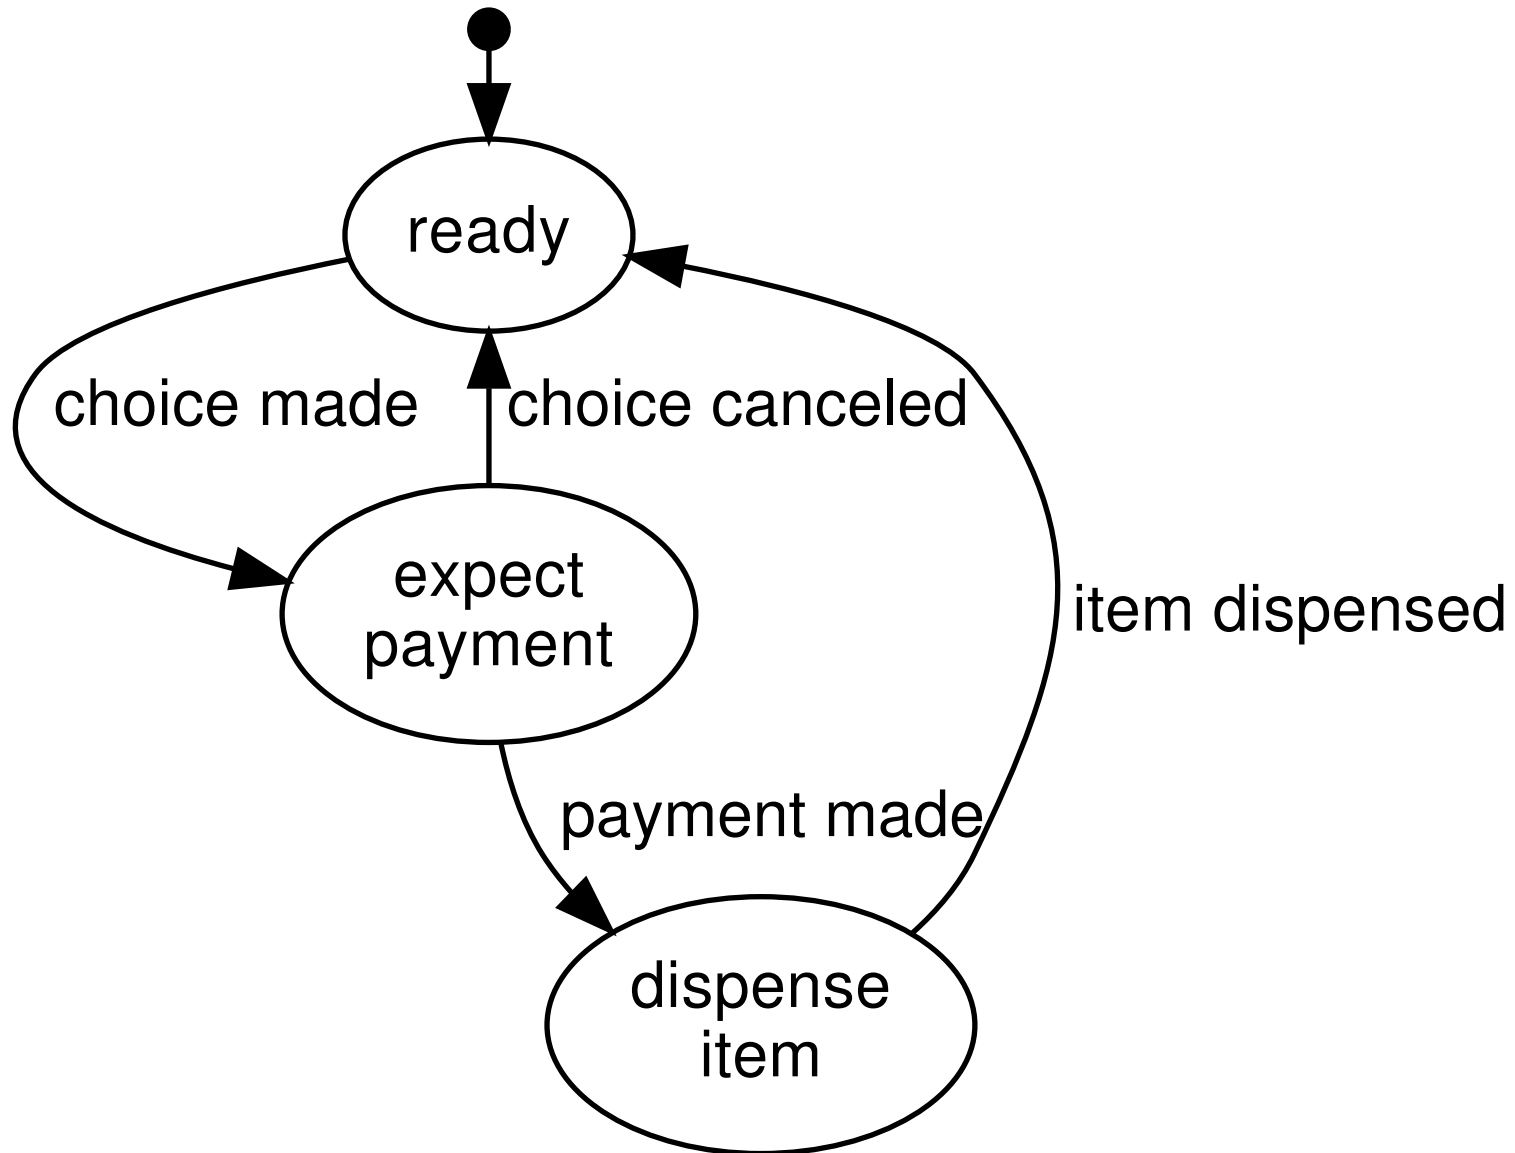 ready
choice made
choice canceled
expect
payment
item dispensed
payment made
dispense
item